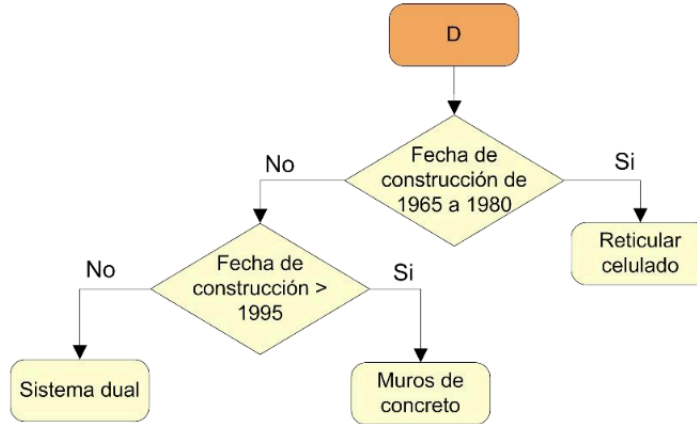 D
Fecha de
construcción de
1965 a 1980
No
Si
Reticular
celulado
Fecha de
construcción >
1995
No
Si
Sistema dual
Muros de
concreto